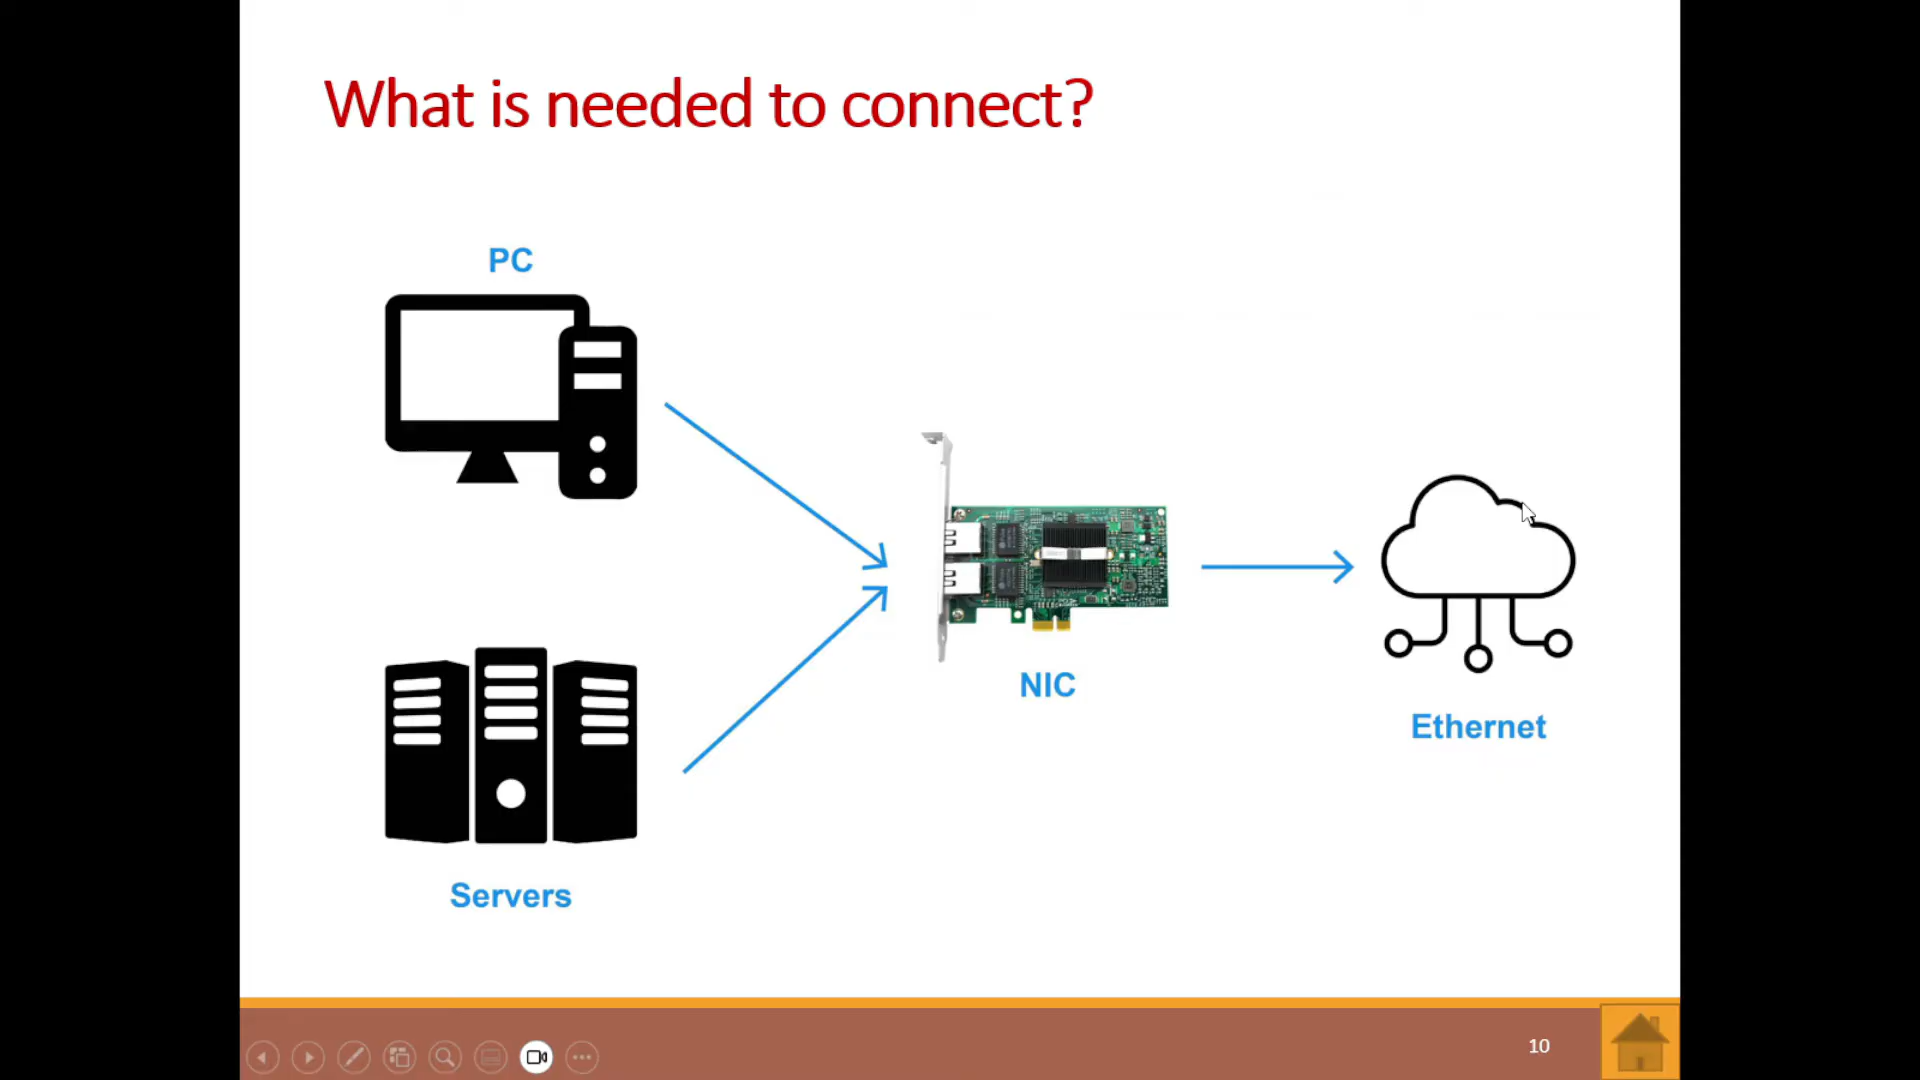 What is needed to connect?
PC
NIC
Ethernet
Servers
10